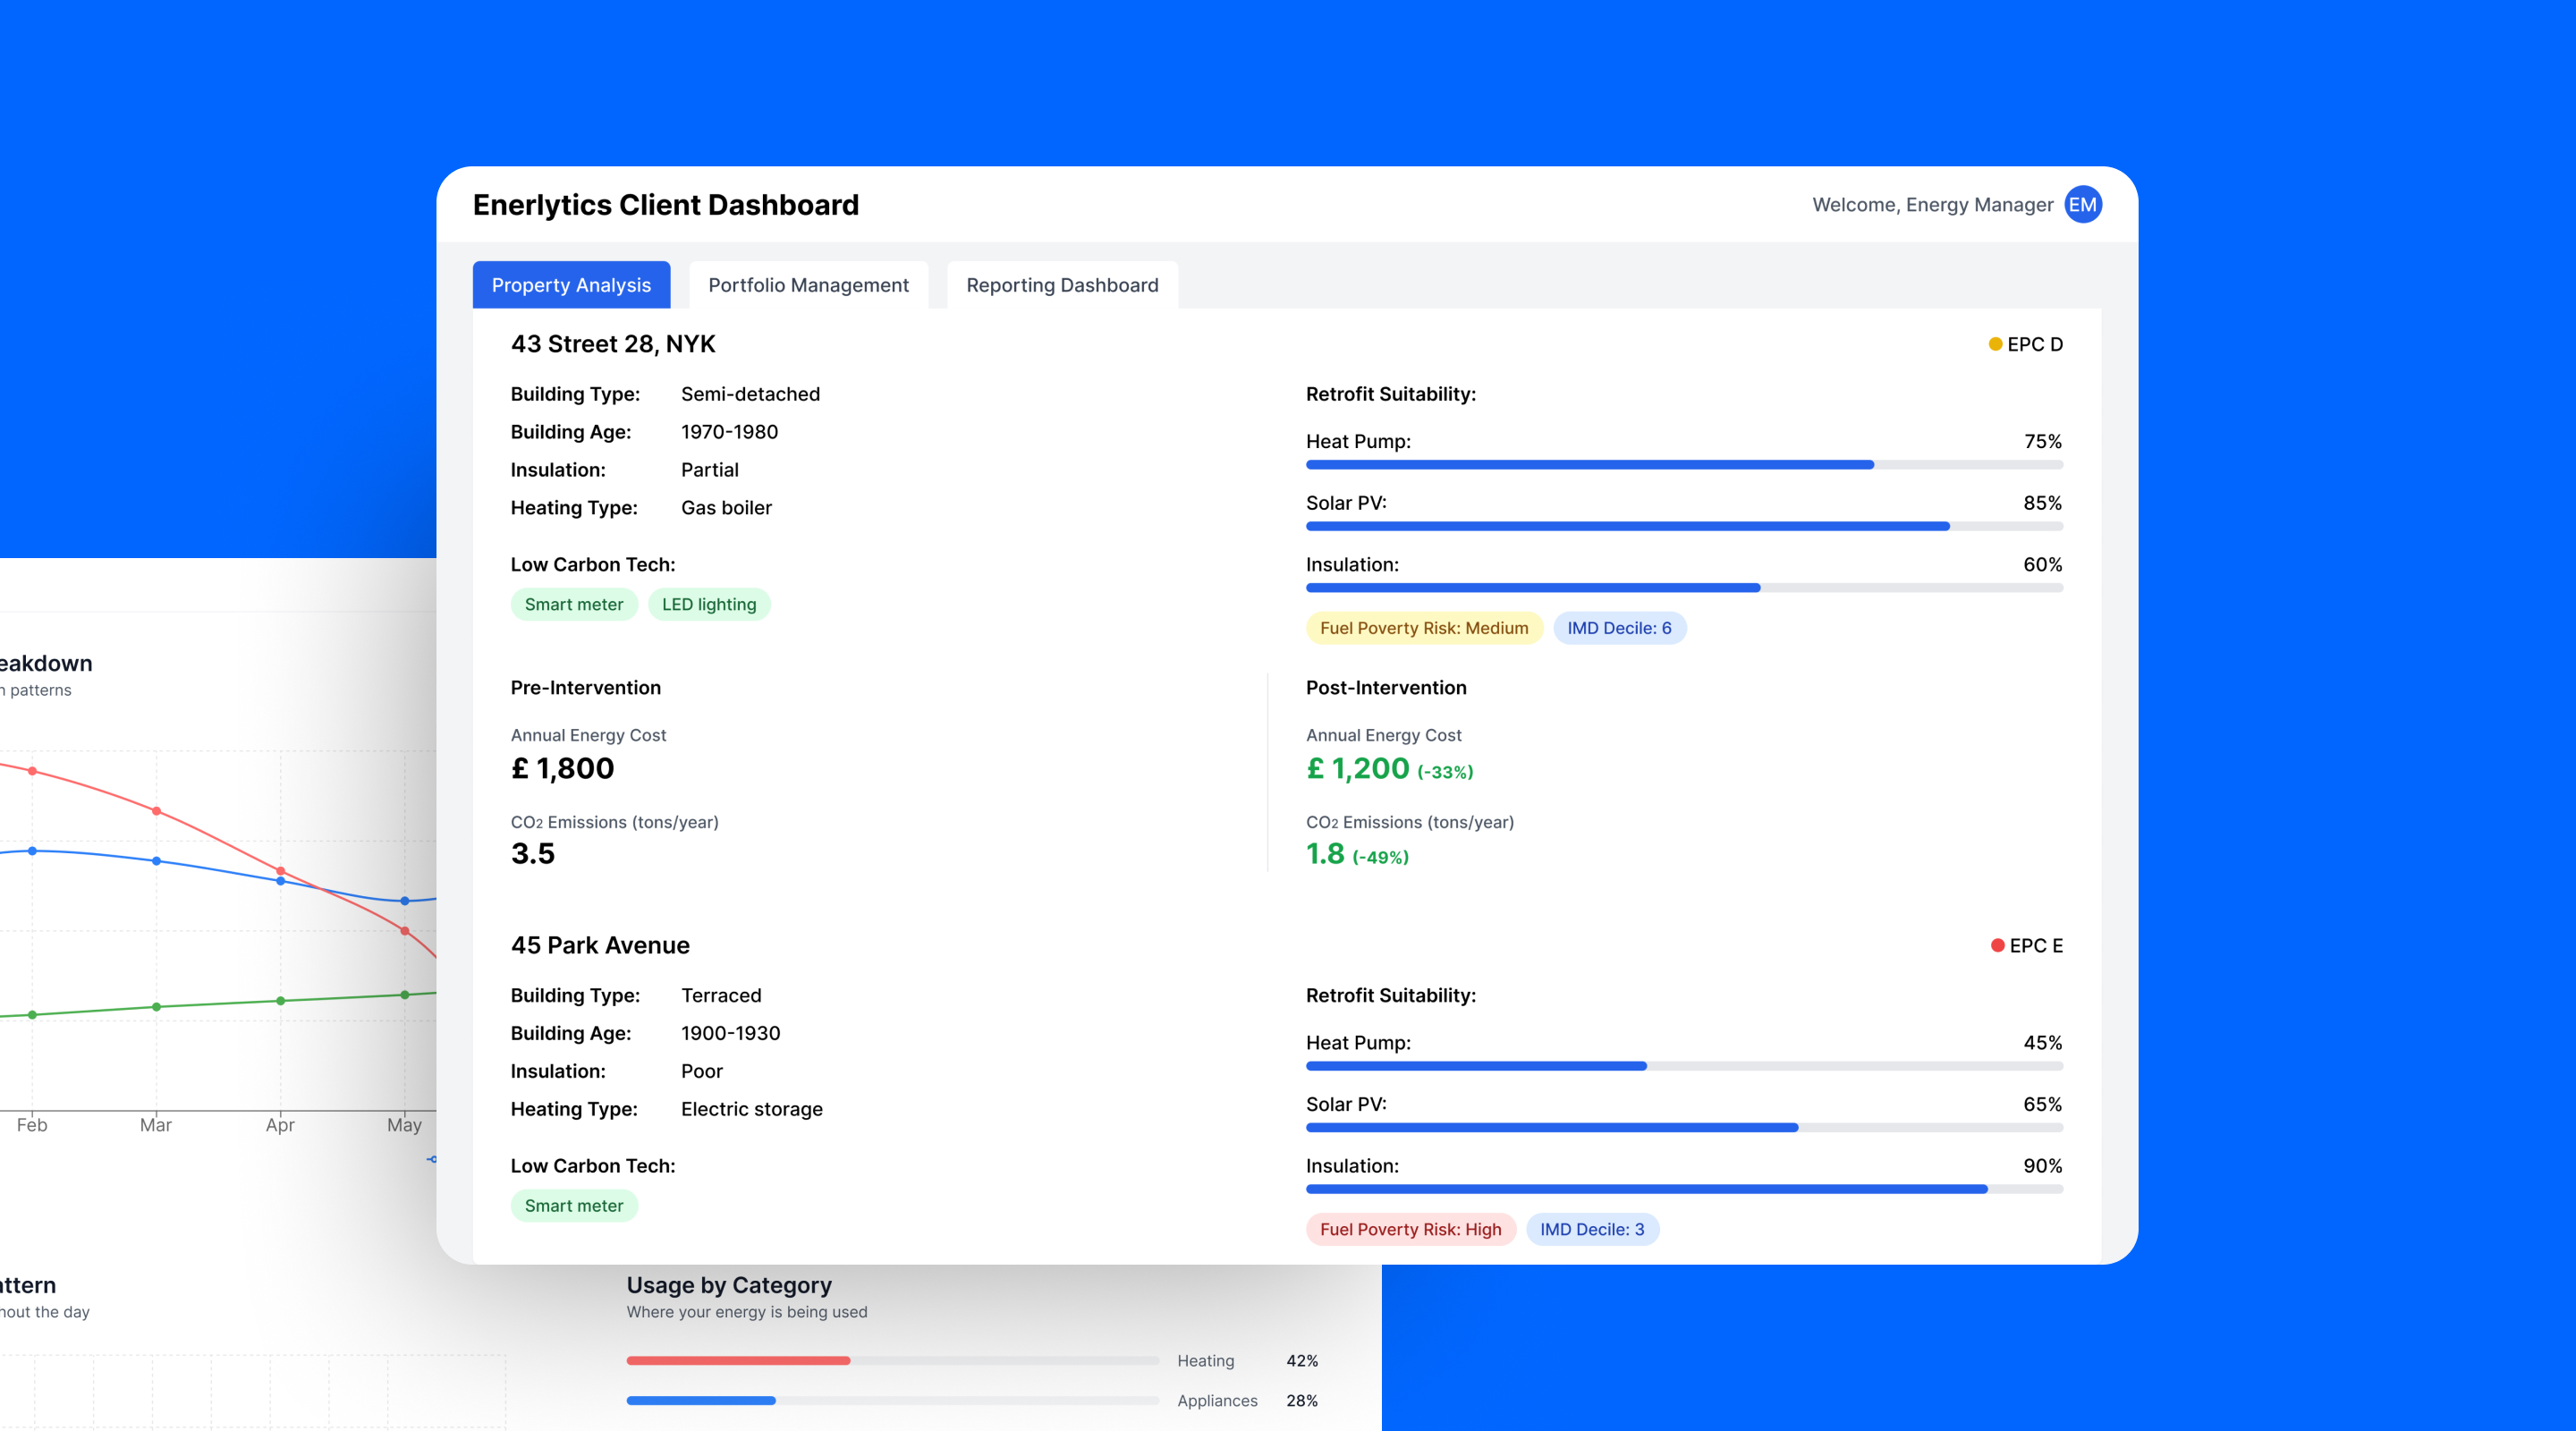 Enerlytics Client Dashboard
Welcome, Energy Manager EM
Property Analysis
Portfolio Management
Reporting Dashboard
43 Street 28, NYK
EPC D
Building Type: Semi-detached
Building Age: 1970-1980
Insulation: Partial
Heating Type: Gas boiler
Low Carbon Tech:
Smart meter LED lighting
Retrofit Suitability:
Heat Pump: 75%
Solar PV: 85%
Insulation: 60%
Fuel Poverty Risk: Medium IMD Decile: 6
Pre-Intervention
Annual Energy Cost
£ 1,800
CO2 Emissions (tons/year)
3.5
Post-Intervention
Annual Energy Cost
£ 1,200 (-33%)
CO2 Emissions (tons/year)
1.8 (-49%)
45 Park Avenue
EPC E
Building Type: Terraced
Building Age: 1900-1930
Insulation: Poor
Heating Type: Electric storage
Low Carbon Tech:
Smart meter
Retrofit Suitability:
Heat Pump: 45%
Solar PV: 65%
Insulation: 90%
Fuel Poverty Risk: High IMD Decile: 3
eakdown
n patterns
Feb Mar Apr May
attern
hout the day
Usage by Category
Where your energy is being used
Heating 42%
Appliances 28%